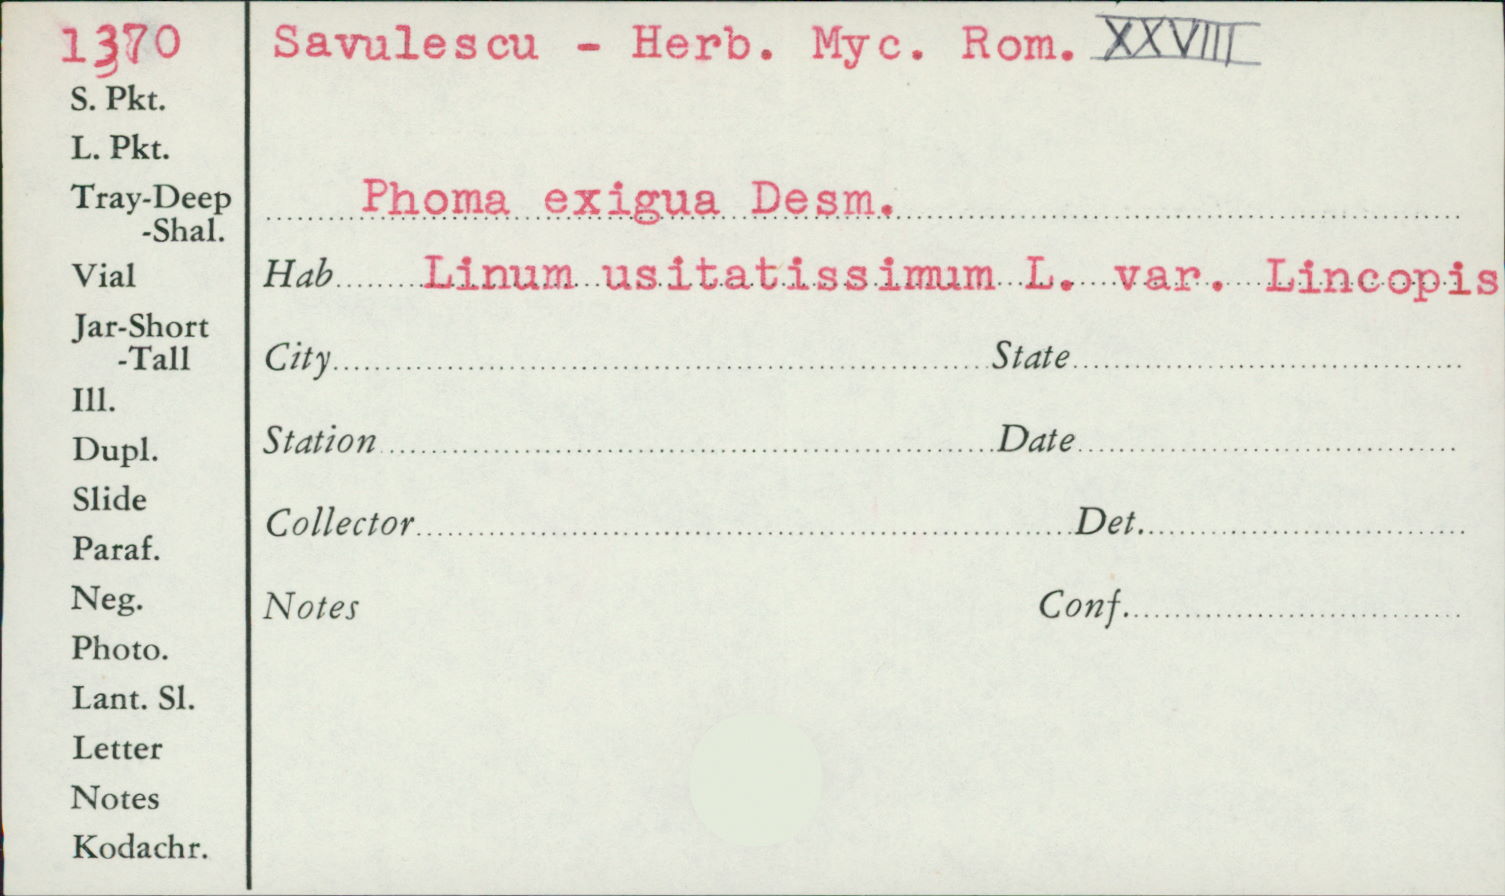 1370
Savulescu - Herb. Myc. Rom. XXVIII
S. Pkt.
L. Pkt.
Tray-Deep
-Shal.
Vial
Jar-Short
-Tall
Ill.
Dupl.
Slide
Paraf.
Neg.
Photo.
Lant. Sl.
Letter
Notes
Kodachr.
Phoma exigua Desm.
Hab Linum usitatissimum L. var. Lincopis
City State
Station Date
Collector Det.
Notes Conf.